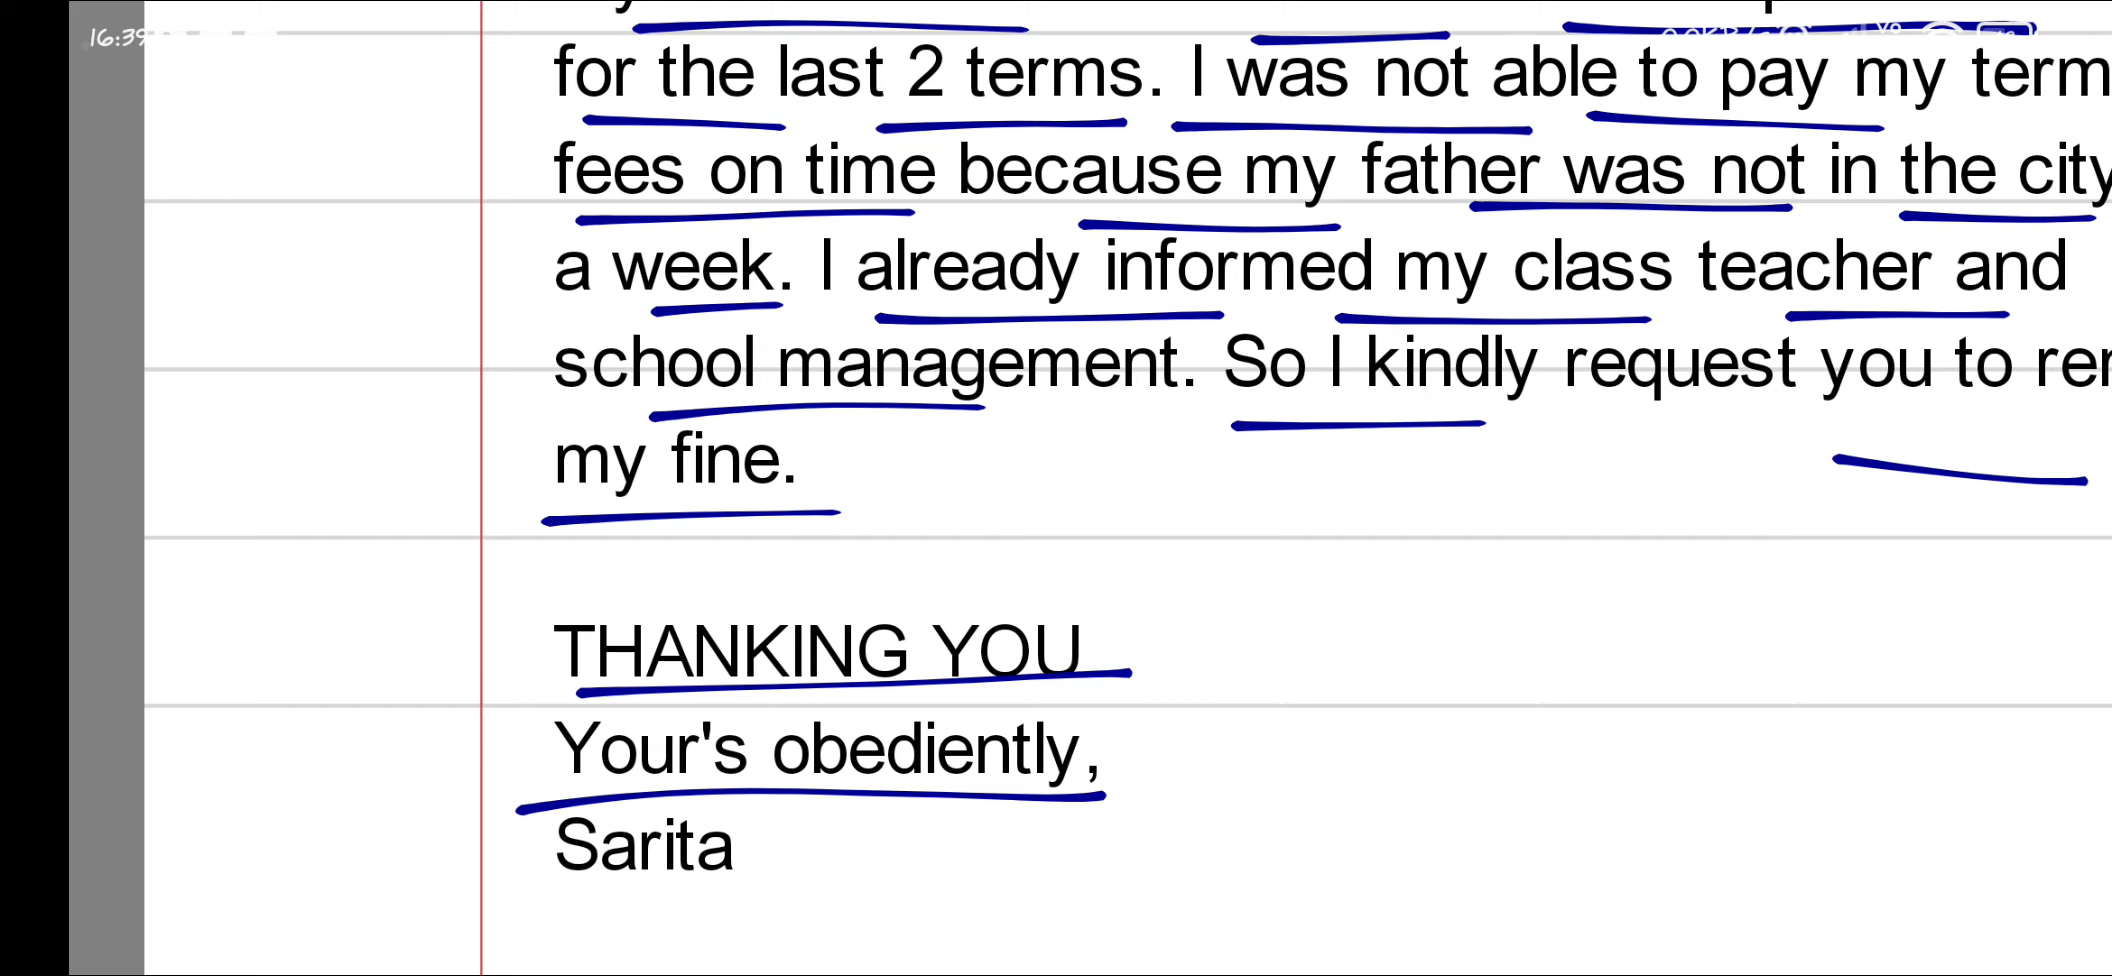 16:39
for the last 2 terms. I was not able to pay my term
fees on time because my father was not in the city
a week. I already informed my class teacher and
school management. So I kindly request you to
my fine.
THANKING YOU
Your's obediently,
Sarita